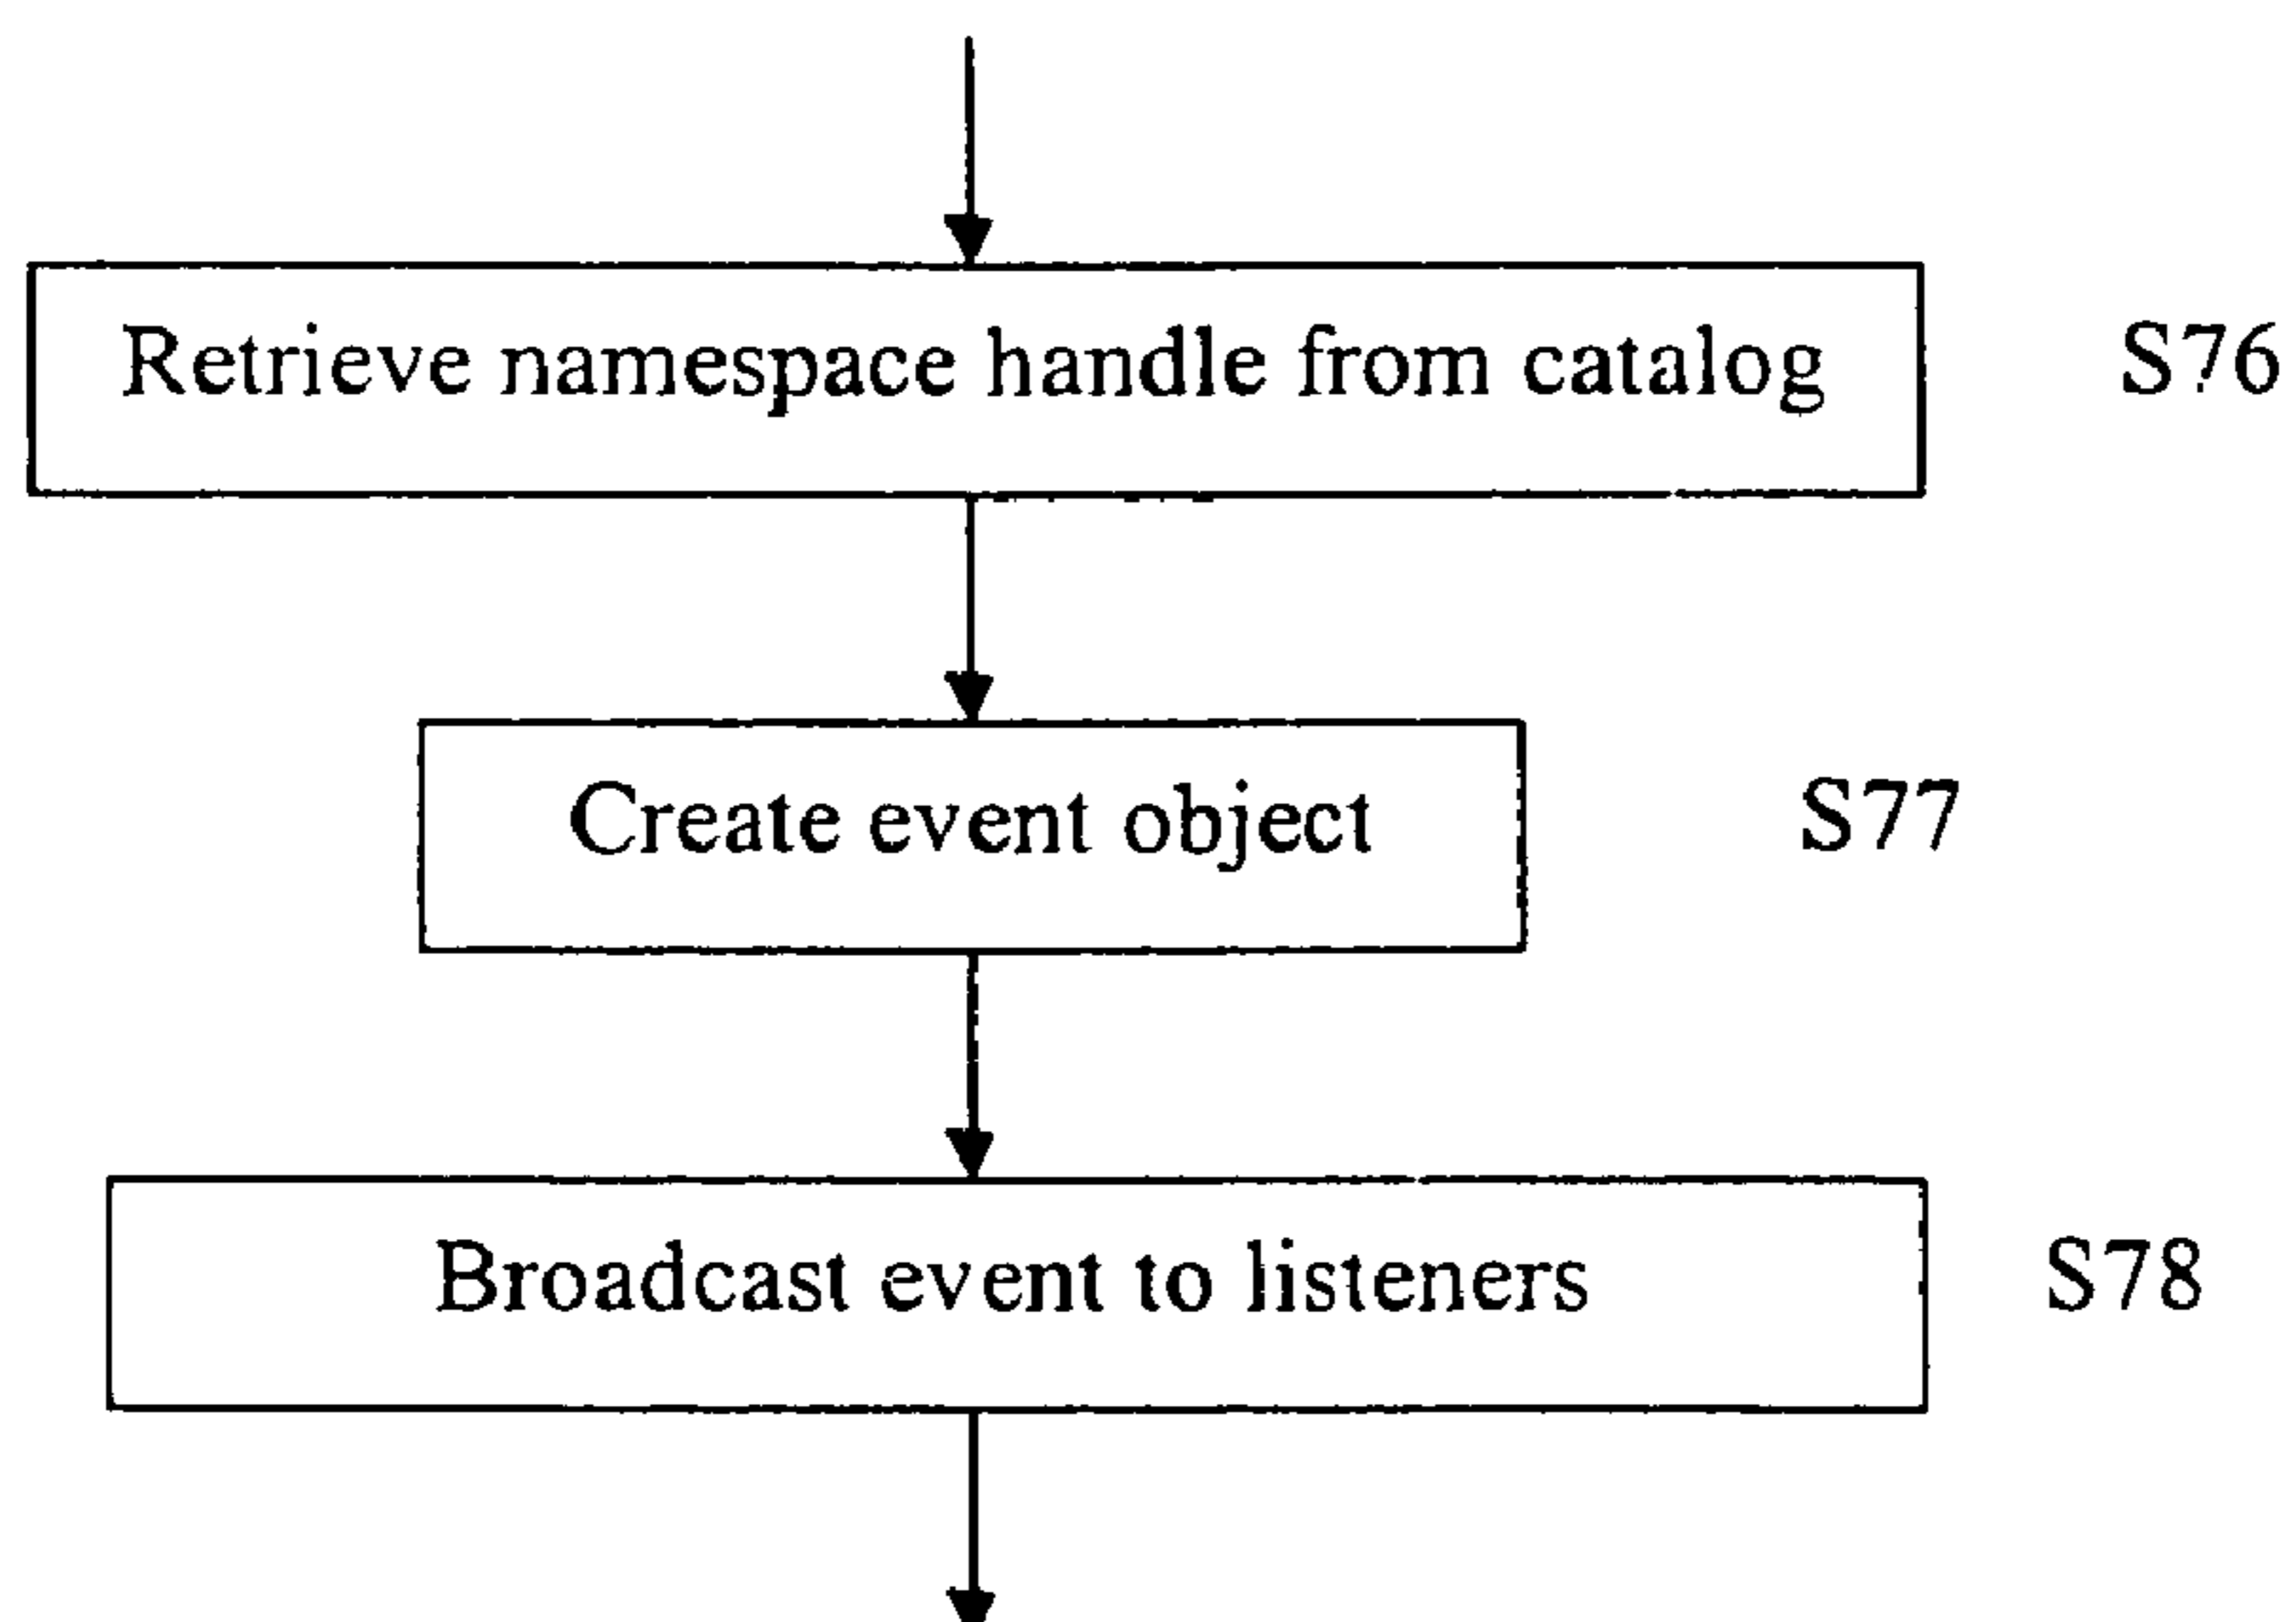 Retrieve namespace handle from catalog S76
Create event object S77
Broadcast event to listeners S78